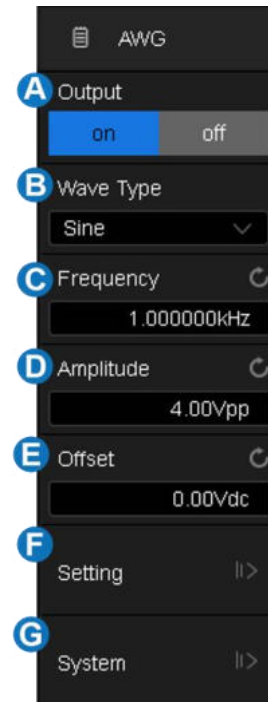 AWG
A Output
on off
B Wave Type
Sine
C Frequency
1.000000kHz
D Amplitude
4.00Vpp
E Offset
0.00Vdc
F
Setting
G
System